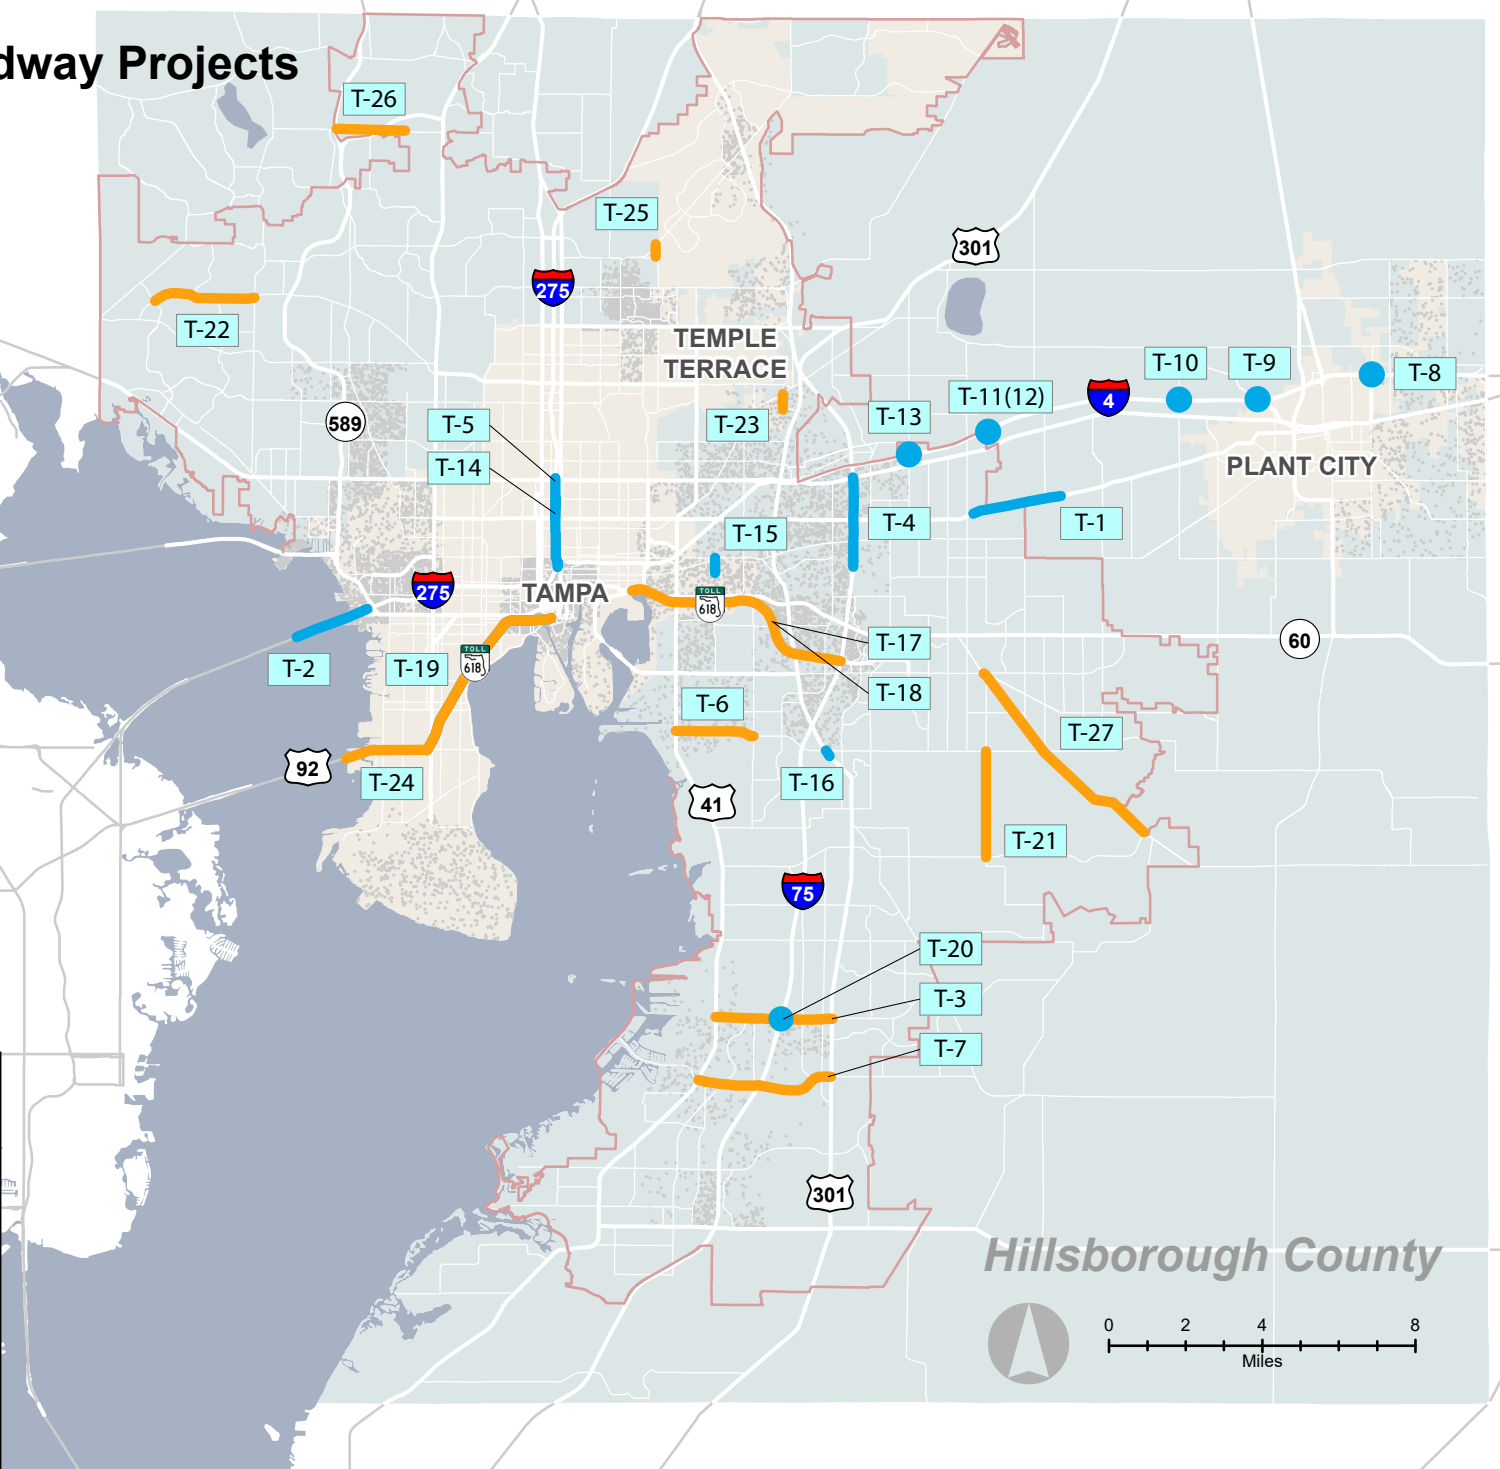 dway Projects
T-26
T-25
301
275
T-22
TEMPLE
TERRACE
T-10
T-9
T-8
4
T-11(12)
T-13
T-23
589
T-5
T-14
PLANT CITY
T-15
T-4
T-1
275
TAMPA
TOLL
618
T-17
60
T-2
T-19
TOLL
618
T-18
T-6
T-27
92
T-24
T-16
41
T-21
75
T-20
T-3
T-7
301
Hillsborough County
0 2 4 8
Miles